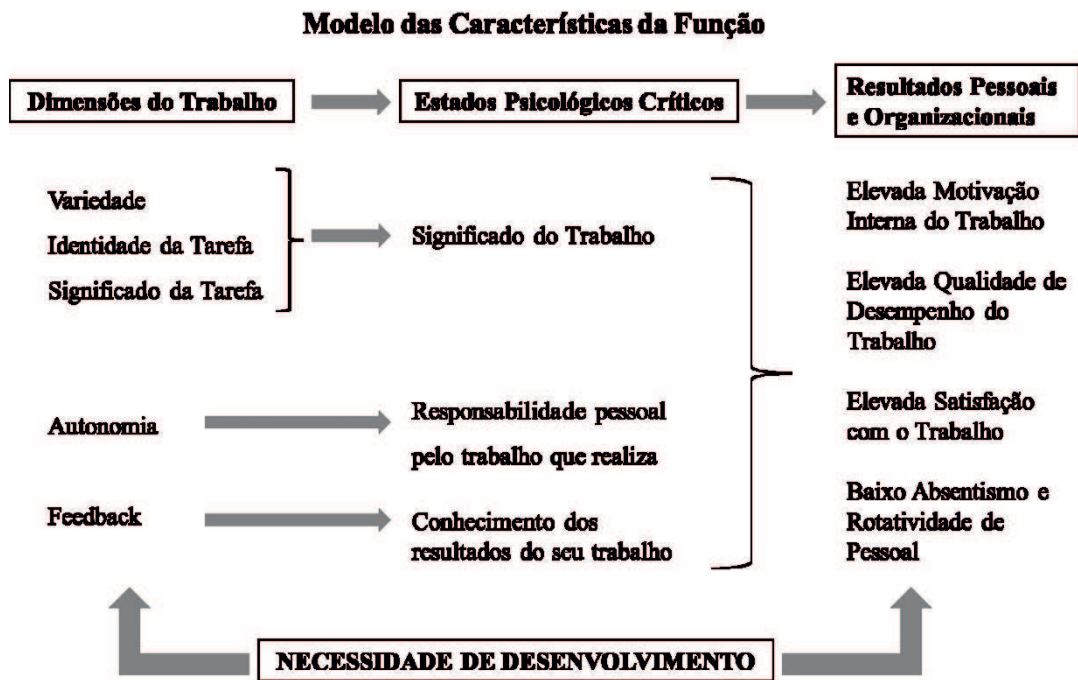 Modelo das Características da Função
Dimensões do Trabalho
Estados Psicológicos Críticos
Resultados Pessoais
e Organizacionais
Variedade
Identidade da Tarefa
Significado da Tarefa
Significado do Trabalho
Autonomia
Responsabilidade pessoal
pelo trabalho que realiza
Feedback
Conhecimento dos
resultados do seu trabalho
Elevada Motivação
Interna do Trabalho
Elevada Qualidade de
Desempenho do
Trabalho
Elevada Satisfação
com o Trabalho
Baixo Absentismo e
Rotatividade de
Pessoal
NECESSIDADE DE DESENVOLVIMENTO